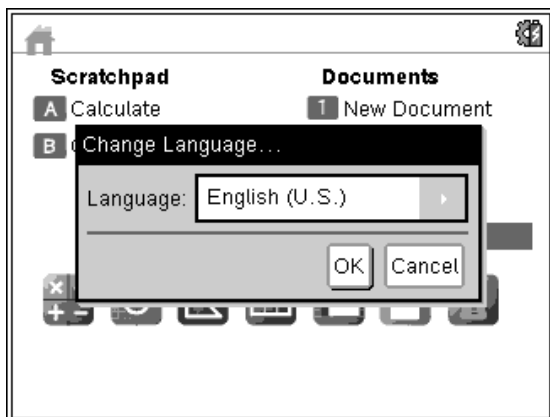 Scratchpad
Documents
A Calculate
1 New Document
B
Change Language...
Language: English (U.S.)
OK Cancel